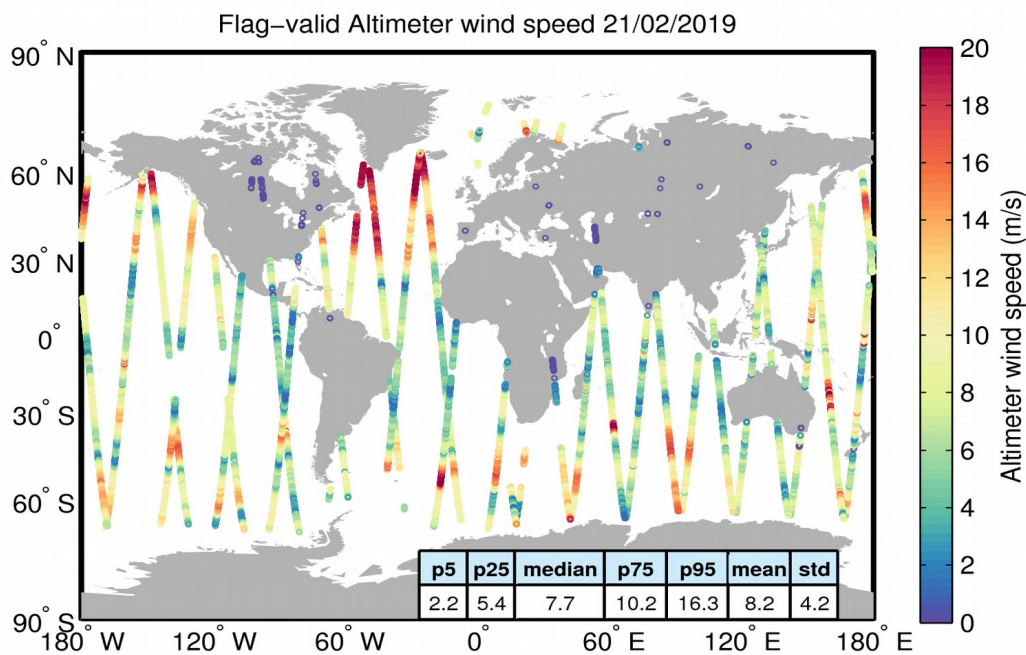 Flag−valid Altimeter wind speed 21/02/2019
90° N
60° N
30° N
0°
30° S
60° S
90° S
180° W
120° W
60° W
0°
60° E
120° E
180° E
p5 p25 median p75 p95 mean std
2.2 5.4 7.7 10.2 16.3 8.2 4.2
20
18
16
14
12
10
8
6
4
2
0
Altimeter wind speed (m/s)